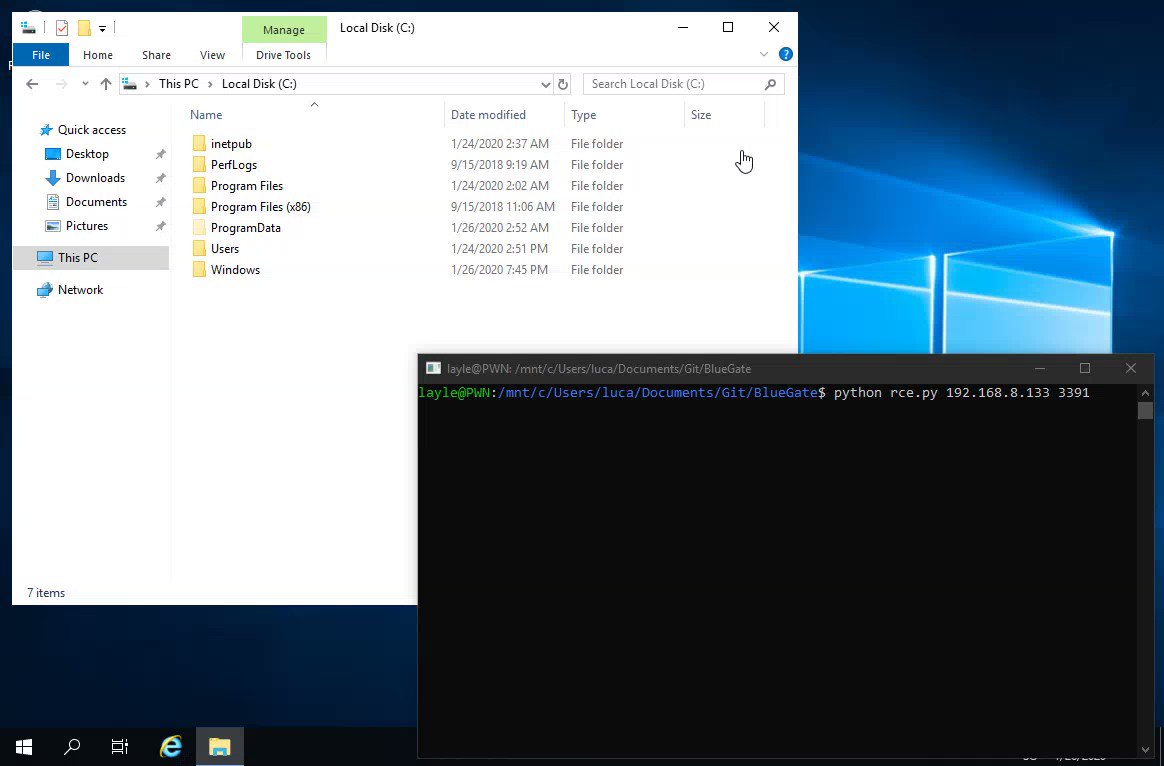 Manage
Local Disk (C:)
File
Home
Share
View
Drive Tools
This PC
Local Disk (C:)
Search Local Disk (C:)
Name
Date modified
Type
Size
Quick access
Desktop
Downloads
Documents
Pictures
This PC
Network
inetpub 1/24/2020 2:37 AM File folder
PerfLogs 9/15/2018 9:19 AM File folder
Program Files 1/24/2020 2:02 AM File folder
Program Files (x86) 9/15/2018 11:06 AM File folder
ProgramData 1/26/2020 2:52 AM File folder
Users 1/24/2020 2:51 PM File folder
Windows 1/26/2020 7:45 PM File folder
7 items
layle@PWN: /mnt/c/Users/luca/Documents/Git/BlueGate
layle@PWN:/mnt/c/Users/luca/Documents/Git/BlueGate$ python rce.py 192.168.8.133 3391